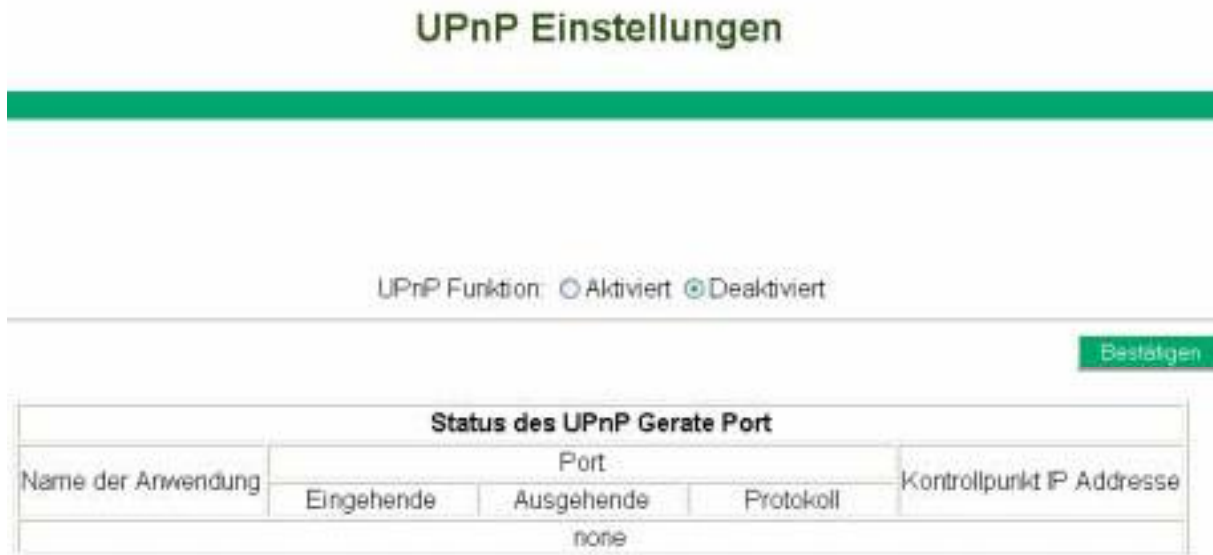 UPnP Einstellungen
UPnP Funktion: Aktiviert Deaktiviert
Bestätigen
Status des UPnP Gerate Port
Name der Anwendung
Port
Kontrollpunkt IP Addresse
Eingehende Ausgehende Protokoll
none